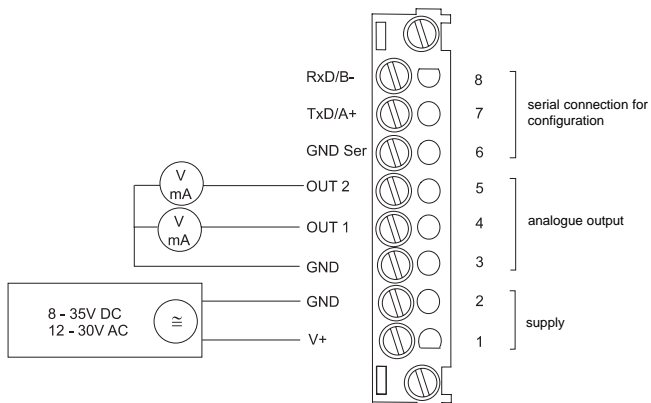 RxD/B- 8
TxD/A+ 7
serial connection for
configuration
GND Ser 6
V
mA
OUT 2 5
V
mA
OUT 1 4
analogue output
GND 3
GND 2
8 - 35V DC
12 - 30V AC
≅
supply
V+ 1